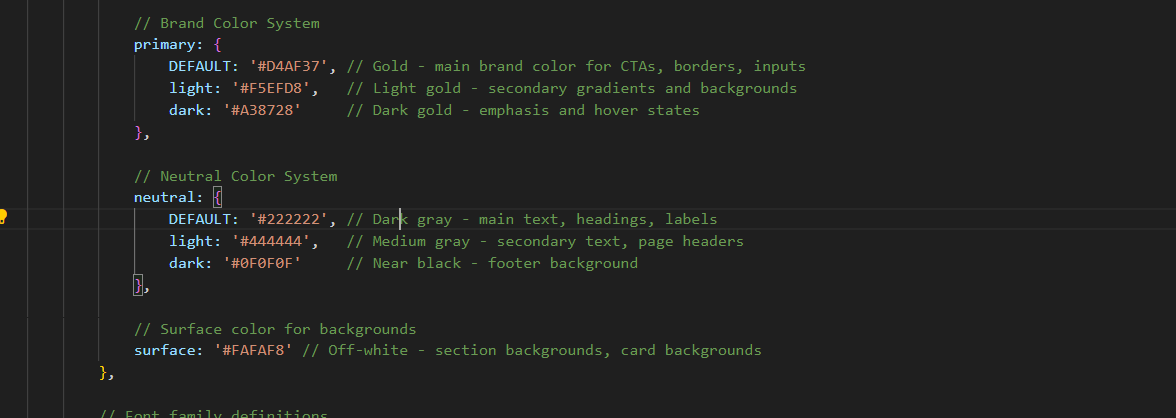 // Brand Color System
primary: {
DEFAULT: '#D4AF37', // Gold - main brand color for CTAs, borders, inputs
light: '#F5EFD8', // Light gold - secondary gradients and backgrounds
dark: '#A38728' // Dark gold - emphasis and hover states
},
// Neutral Color System
neutral: {
DEFAULT: '#222222', // Dark gray - main text, headings, labels
light: '#444444', // Medium gray - secondary text, page headers
dark: '#0F0F0F' // Near black - footer background
},
// Surface color for backgrounds
surface: '#FAFAF8' // Off-white - section backgrounds, card backgrounds
},
// Font family definitions